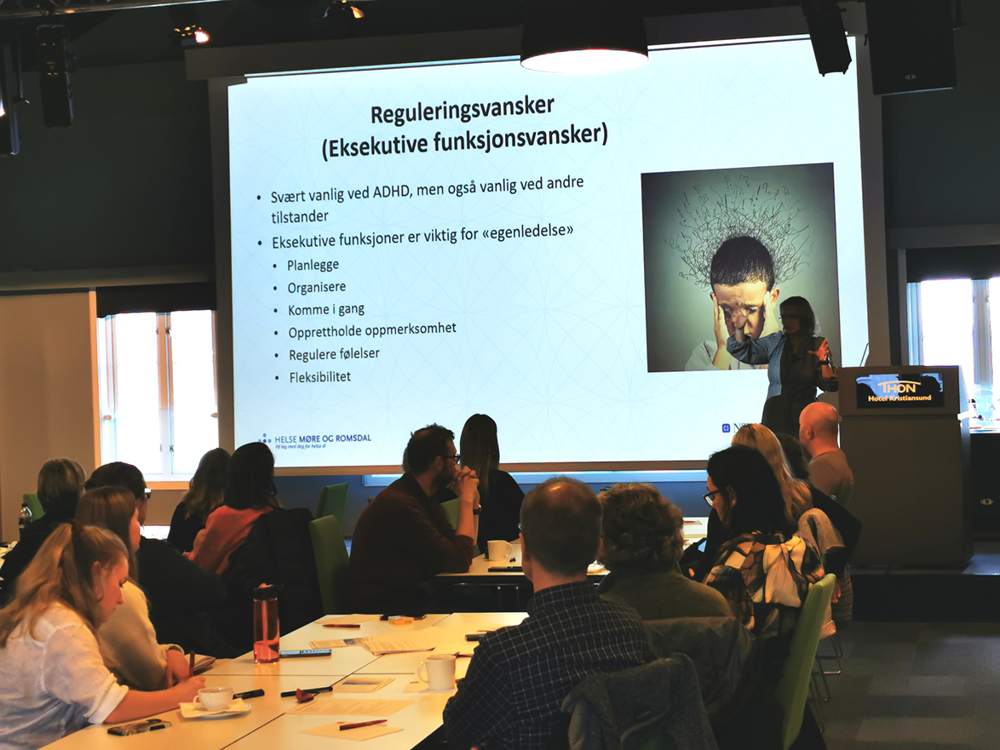 Reguleringsvansker
(Eksekutive funksjonsvansker)
• Svært vanlig ved ADHD, men også vanlig ved andre
tilstander
• Eksekutive funksjoner er viktig for «egenledelse»
• Planlegge
• Organisere
• Komme i gang
• Opprettholde oppmerksomhet
• Regulere følelser
• Fleksibilitet
HELSE MØRE OG ROMSDAL
På lag med deg for helsa di
THON
Hotel Kristiansund